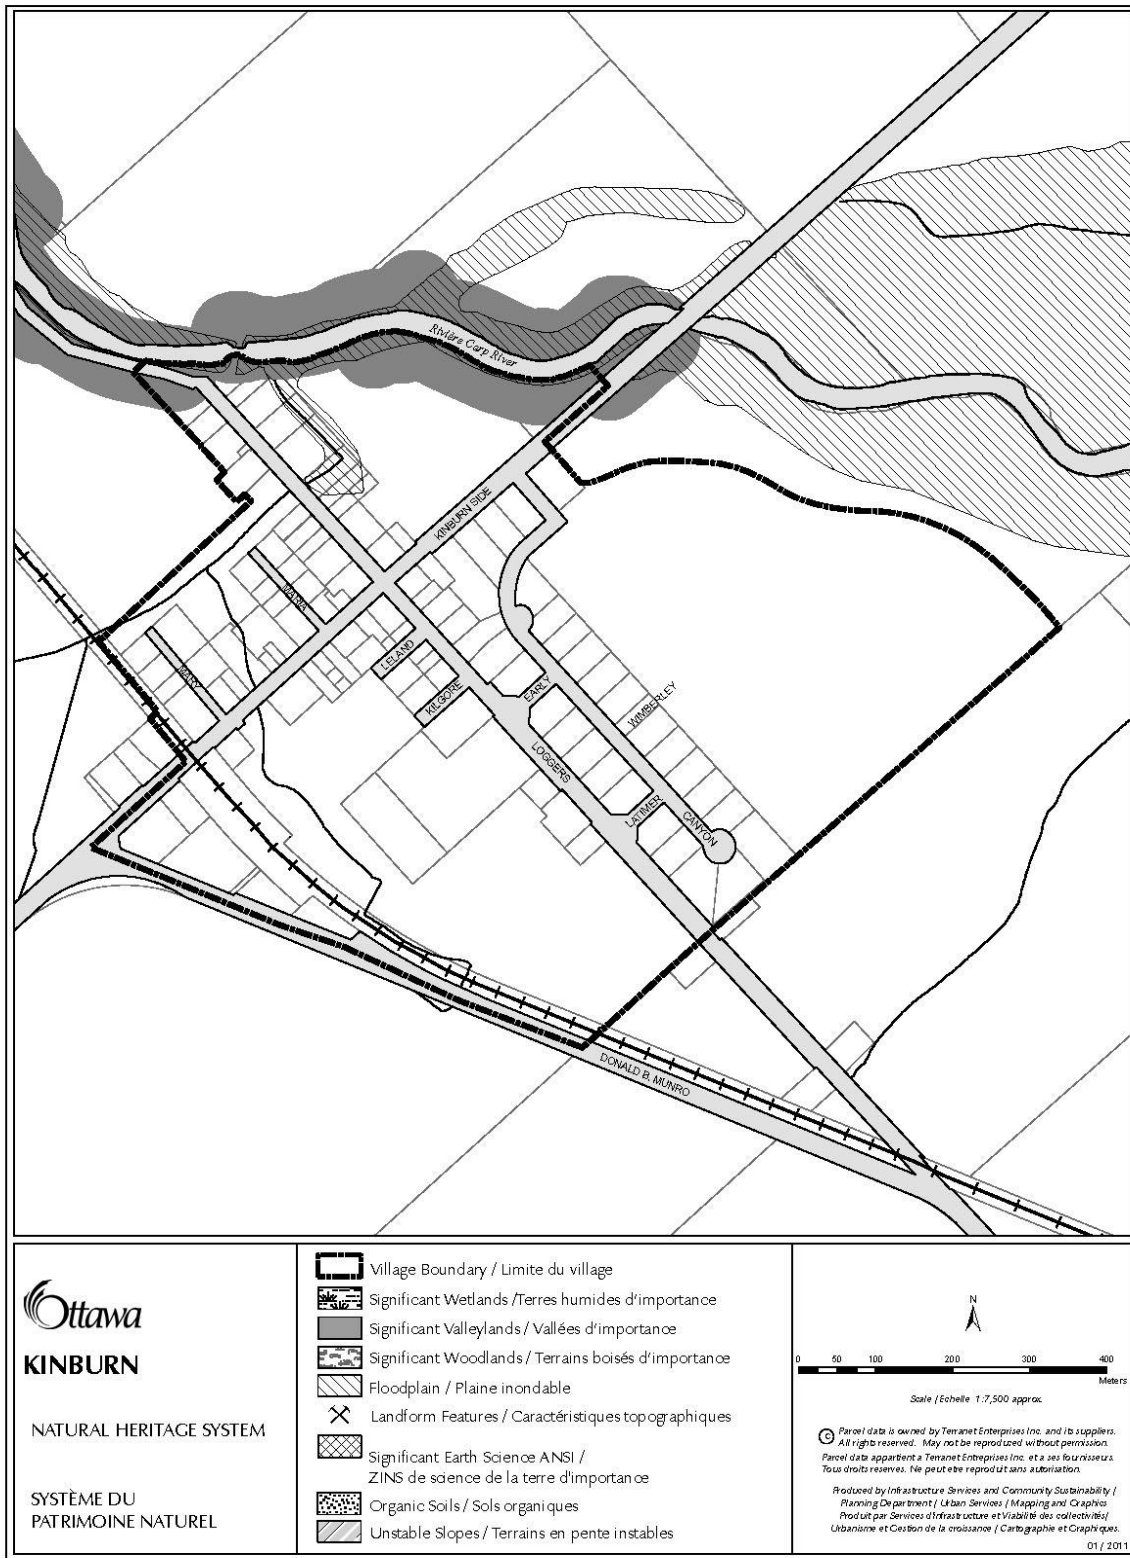 Rivière Carp River
KINBURN SIDE
MARIA
MARY
LELAND
KILGORE
EARLY
WIMBERLEY
LOGGERS
LATIMER
CANYON
DONALD B. MUNRO
Ottawa
KINBURN
NATURAL HERITAGE SYSTEM
SYSTÈME DU
PATRIMOINE NATUREL
Village Boundary / Limite du village
Significant Wetlands /Terres humides d'importance
Significant Valleylands / Vallées d'importance
Significant Woodlands / Terrains boisés d'importance
Floodplain / Plaine inondable
Landform Features / Caractéristiques topographiques
Significant Earth Science ANSI /
ZINS de science de la terre d'importance
Organic Soils / Sols organiques
Unstable Slopes / Terrains en pente instables
N
0 50 100 200 300 400
Meters
Scale / Echelle 1:7,500 approx.
© Parcel data is owned by Teranet Enterprises Inc. and its suppliers.
All rights reserved. May not be reproduced without permission.
Parcel data appartient a Teranet Entreprises Inc. et a ses fournisseurs.
Tous droits reserves. Ne peut etre reproduit sans autorisation.
Produced by Infrastructure Services and Community Sustainability /
Planning Department / Urban Services / Mapping and Graphics
Produit par Services d'Infrastructure et Viabilité des collectivités/
Urbanisme et Gestion de la croissance / Cartographie et Graphiques.
01 / 2011